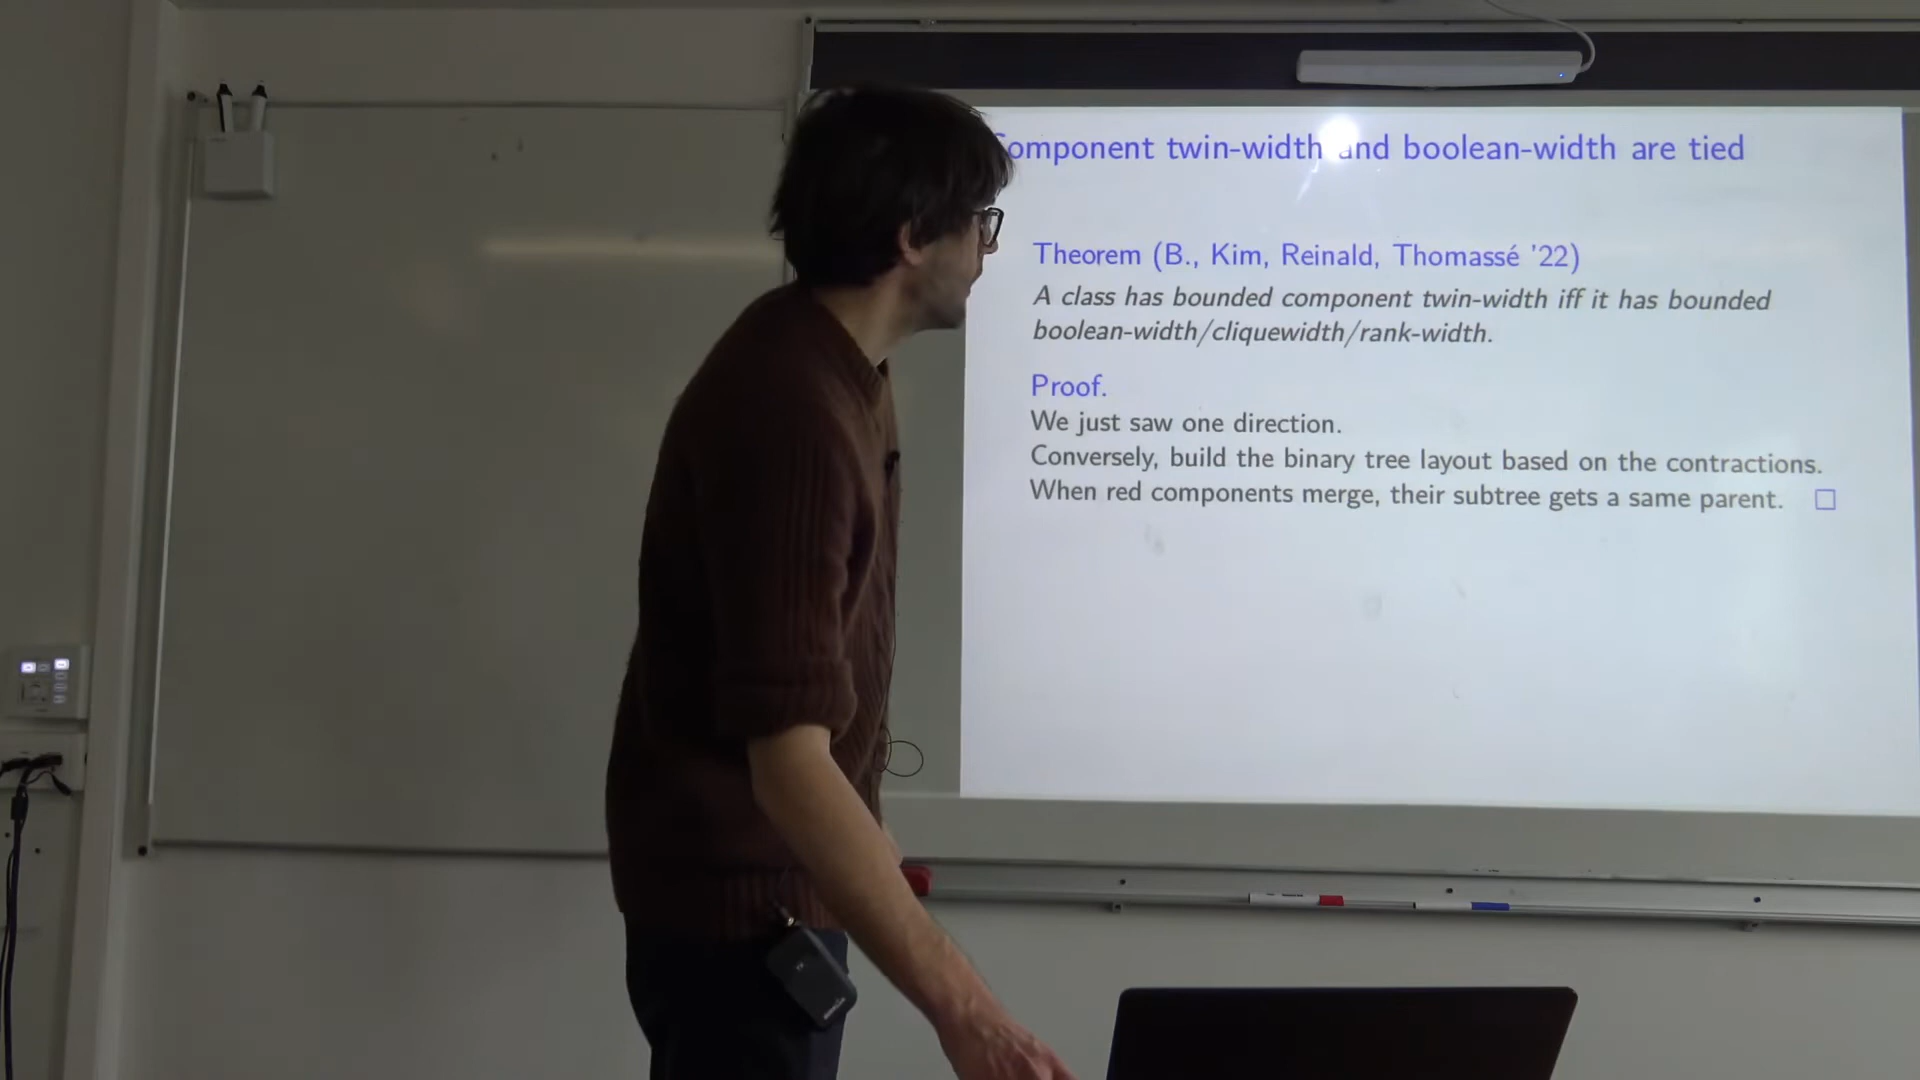 omponent twin-width and boolean-width are tied
Theorem (B., Kim, Reinald, Thomassé '22)
A class has bounded component twin-width iff it has bounded
boolean-width/cliquewidth/rank-width.
Proof.
We just saw one direction.
Conversely, build the binary tree layout based on the contractions.
When red components merge, their subtree gets a same parent. □